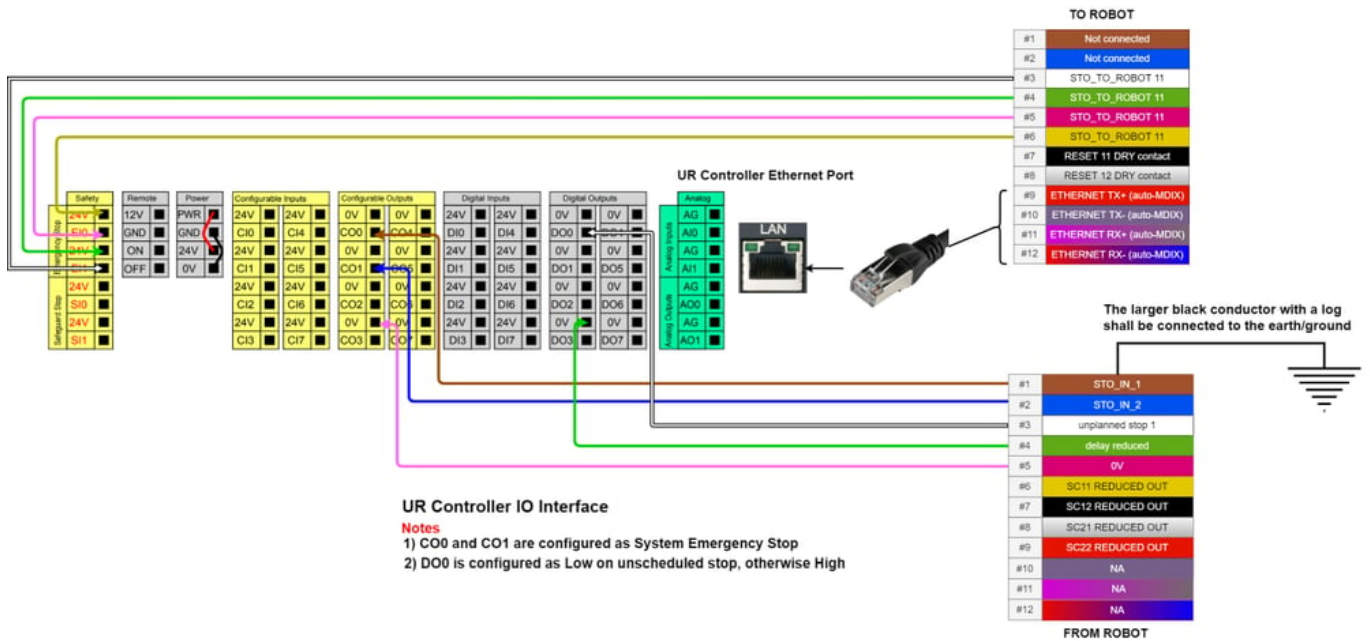 TO ROBOT
#1 Not connected
#2 Not connected
#3 STO_TO_ROBOT 11
#4 STO_TO_ROBOT 11
#5 STO_TO_ROBOT 11
#6 STO_TO_ROBOT 11
#7 RESET 11 DRY contact
#8 RESET 12 DRY contact
#9 ETHERNET TX+ (auto-MDIX)
#10 ETHERNET TX- (auto-MDIX)
#11 ETHERNET RX+ (auto-MDIX)
#12 ETHERNET RX- (auto-MDIX)
UR Controller Ethernet Port
LAN
Safety
Emergency Stop
24V
EI0
24V
EI1
Safeguard Stop
24V
SI0
24V
SI1
Remote
12V
GND
ON
OFF
Power
PWR
GND
24V
0V
Configurable Inputs
24V 24V
CI0 CI4
24V 24V
CI1 CI5
24V 24V
CI2 CI6
24V 24V
CI3 CI7
Configurable Outputs
0V 0V
CO0 CO4
0V 0V
CO1 CO5
0V 0V
CO2 CO6
0V 0V
CO3 CO7
Digital Inputs
24V 24V
DI0 DI4
24V 24V
DI1 DI5
24V 24V
DI2 DI6
24V 24V
DI3 DI7
Digital Outputs
0V 0V
DO0 DO4
0V 0V
DO1 DO5
0V 0V
DO2 DO6
0V 0V
DO3 DO7
Analog
Analog Inputs
AG
AI0
AG
AI1
Analog Outputs
AG
AO0
AG
AO1
The larger black conductor with a log
shall be connected to the earth/ground
#1 STO_IN_1
#2 STO_IN_2
#3 unplanned stop 1
#4 delay reduced
#5 0V
#6 SC11 REDUCED OUT
#7 SC12 REDUCED OUT
#8 SC21 REDUCED OUT
#9 SC22 REDUCED OUT
#10 NA
#11 NA
#12 NA
FROM ROBOT
UR Controller IO Interface
Notes
1) CO0 and CO1 are configured as System Emergency Stop
2) DO0 is configured as Low on unscheduled stop, otherwise High